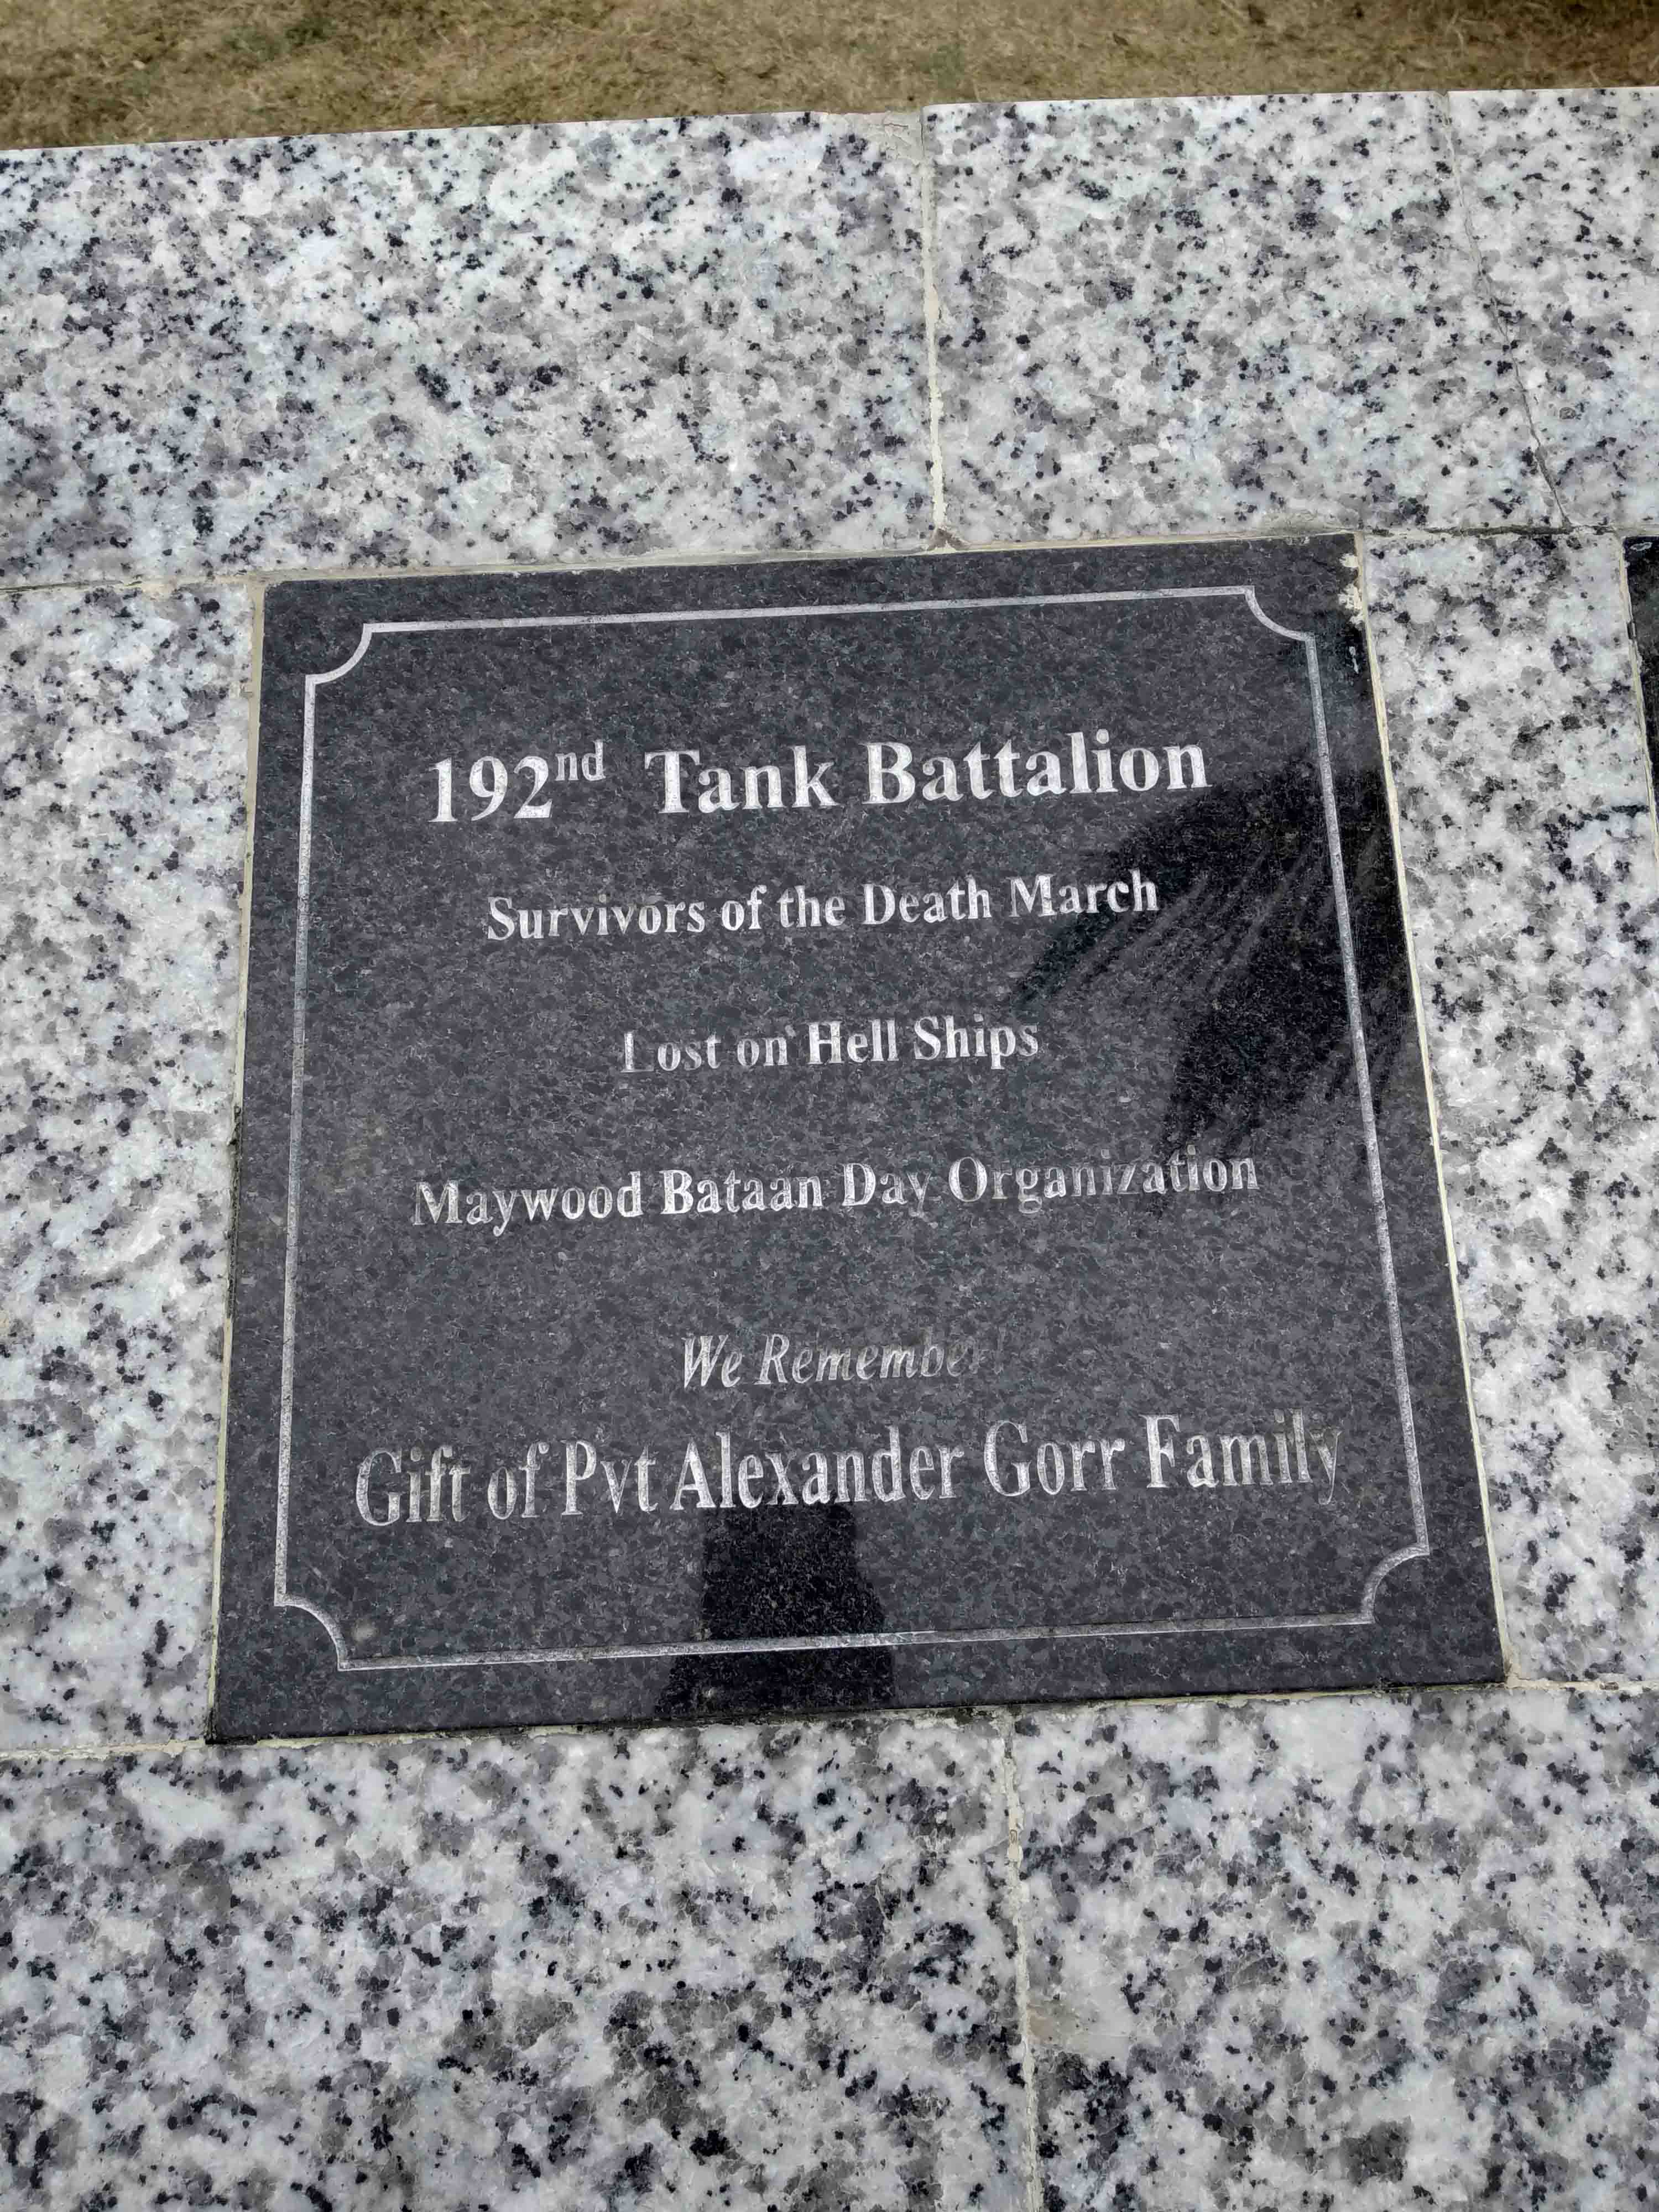 192nd Tank Battalion
Survivors of the Death March
Lost on Hell Ships
Maywood Bataan Day Organization
We Remember!
Gift of Pvt Alexander Gorr Family